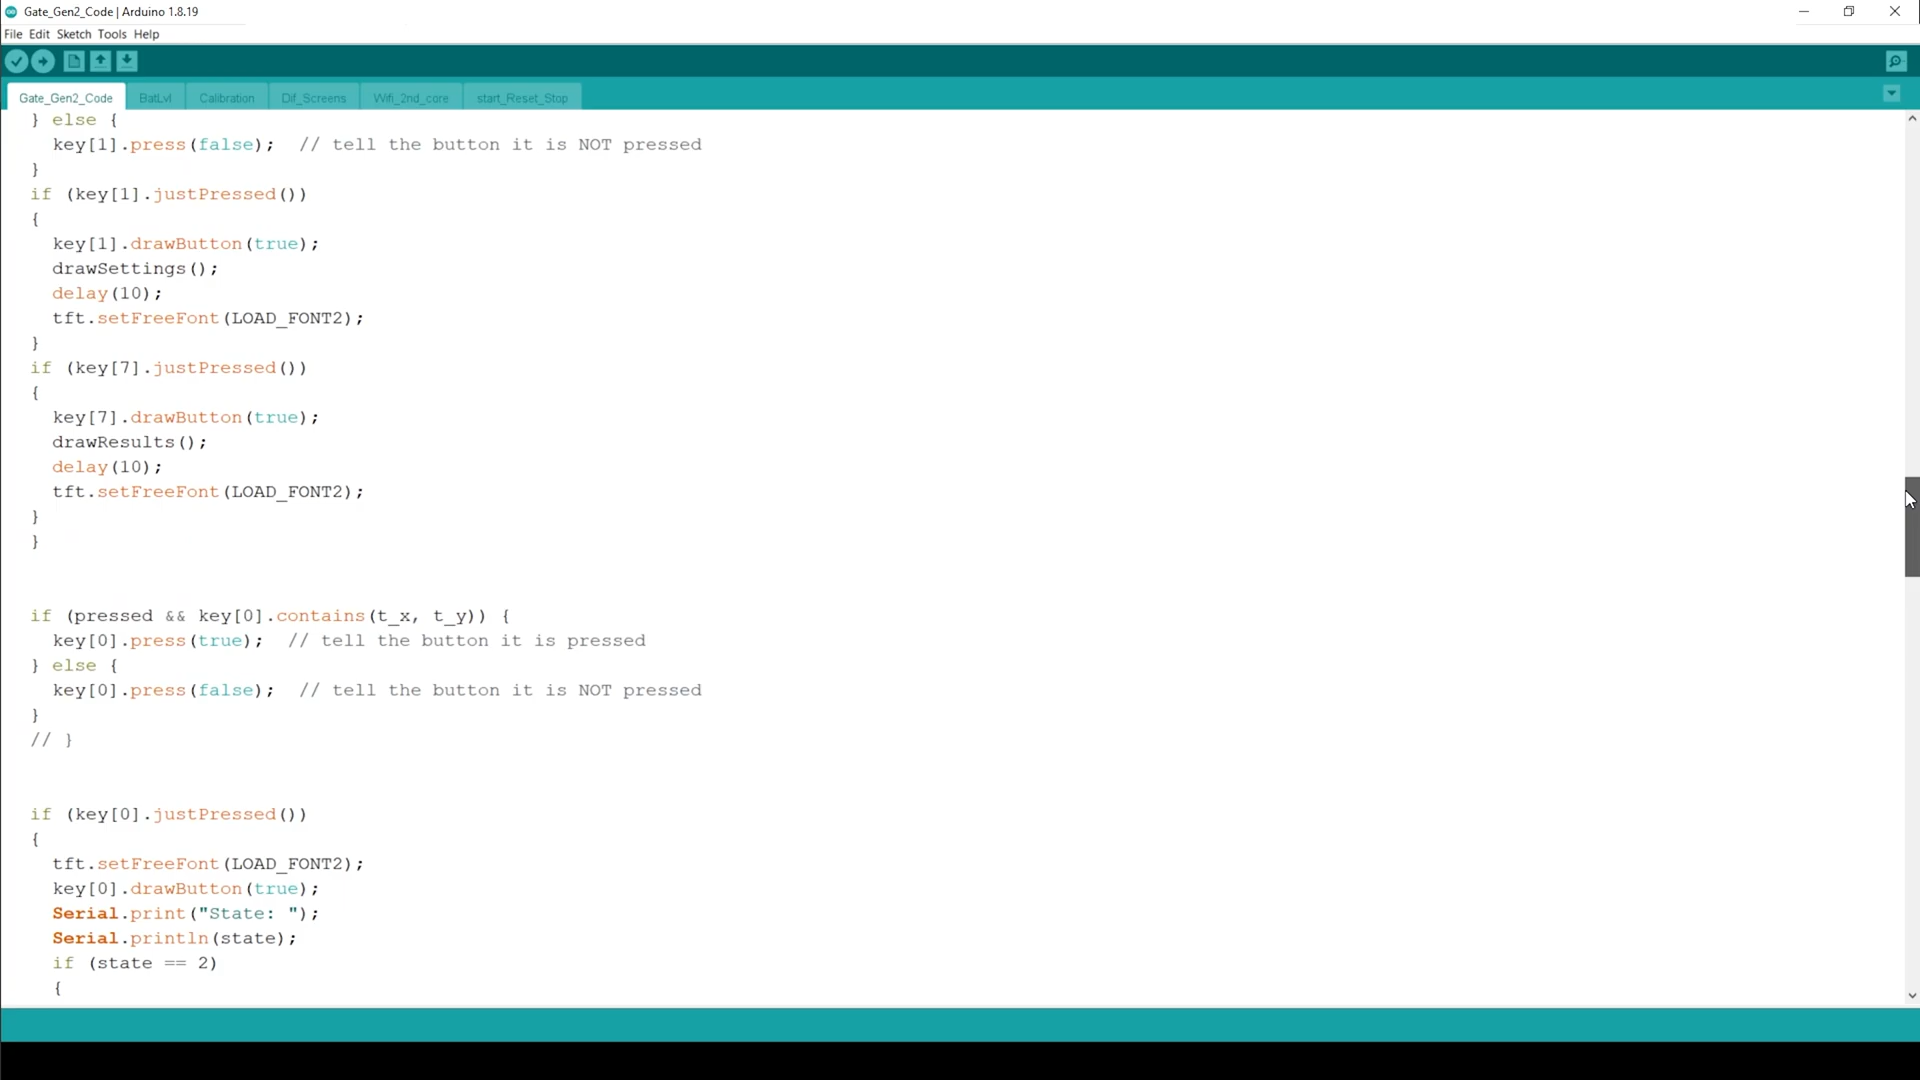 Gate_Gen2_Code | Arduino 1.8.19
File Edit Sketch Tools Help
Gate_Gen2_Code BatLvl Calibration Dif_Screens Wifi_2nd_core start_Reset_Stop
} else {
key[1].press(false); // tell the button it is NOT pressed
}
if (key[1].justPressed())
{
key[1].drawButton(true);
drawSettings();
delay(10);
tft.setFreeFont(LOAD_FONT2);
}
if (key[7].justPressed())
{
key[7].drawButton(true);
drawResults();
delay(10);
tft.setFreeFont(LOAD_FONT2);
}
}
if (pressed && key[0].contains(t_x, t_y)) {
key[0].press(true); // tell the button it is pressed
} else {
key[0].press(false); // tell the button it is NOT pressed
}
// }
if (key[0].justPressed())
{
tft.setFreeFont(LOAD_FONT2);
key[0].drawButton(true);
Serial.print("State: ");
Serial.println(state);
if (state == 2)
{